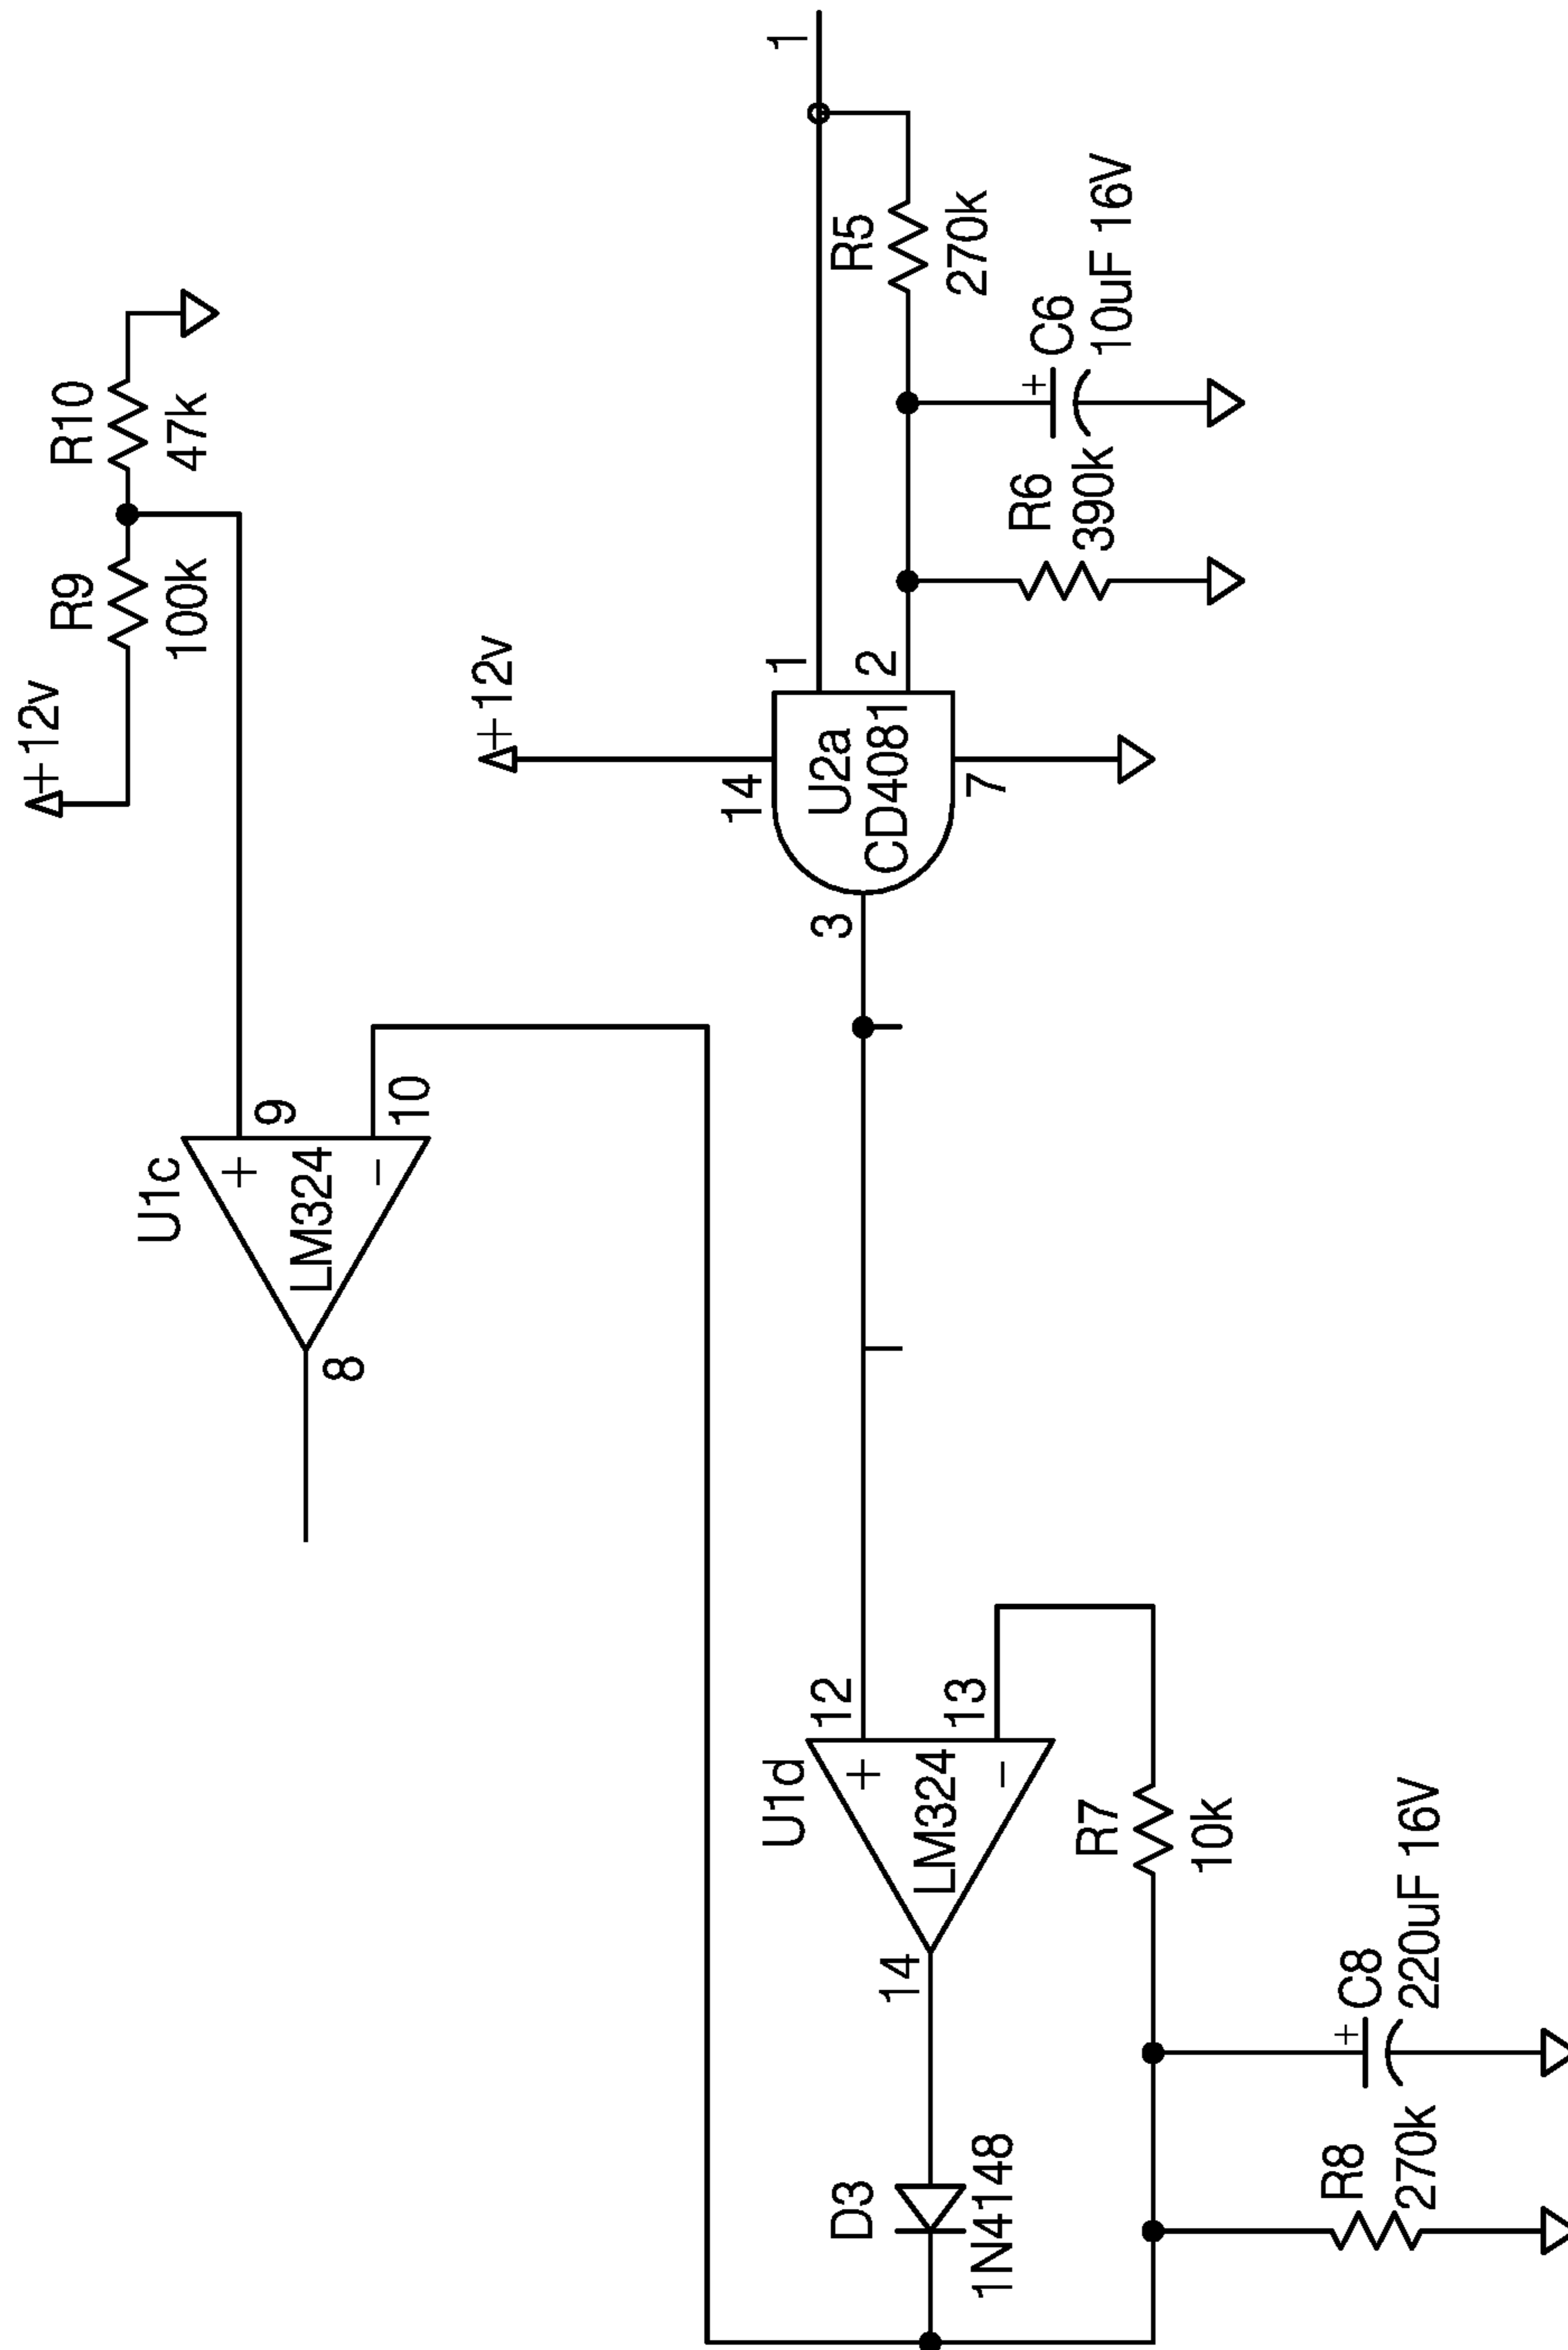 +12v
R9
100k
R10
47k
+12v
U1c
+
9
LM324
−
10
8
1
1
2
14
U2a
CD4081
7
3
R5
270k
R6
390k
+
C6
10uF 16V
U1d
12
+
13
−
LM324
14
D3
1N4148
R7
10k
R8
270k
+
C8
220uF 16V